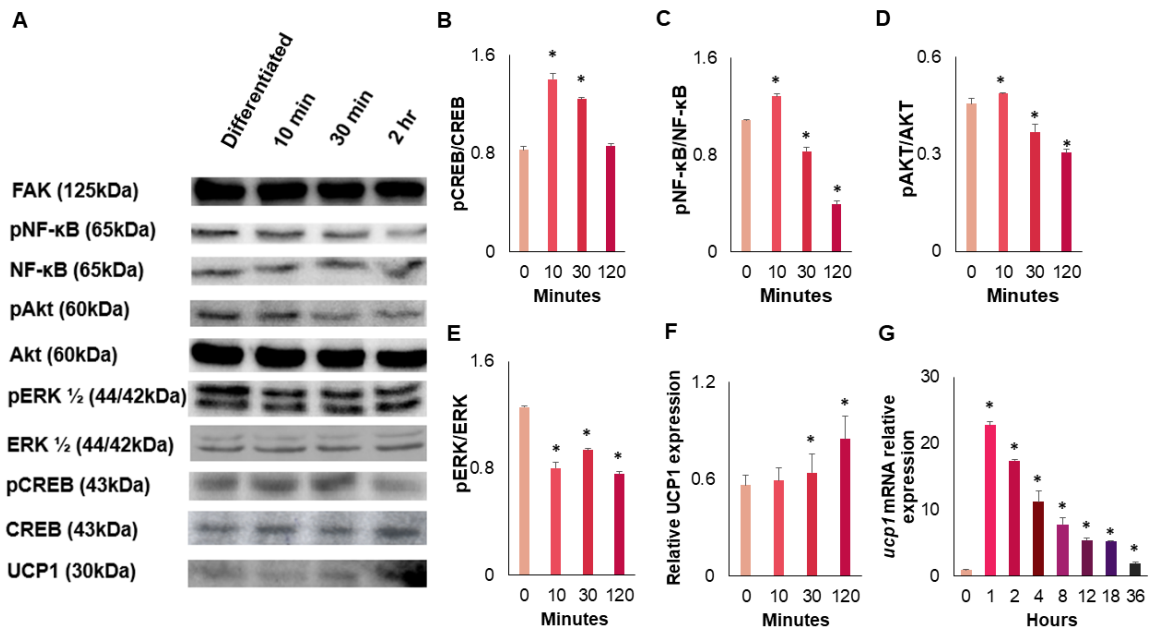 A
Differentiated
10 min
30 min
2 hr
FAK (125kDa)
pNF-κB (65kDa)
NF-κB (65kDa)
pAkt (60kDa)
Akt (60kDa)
pERK ½ (44/42kDa)
ERK ½ (44/42kDa)
pCREB (43kDa)
CREB (43kDa)
UCP1 (30kDa)
B
pCREB/CREB
1.6
0.8
0
* *
0 10 30 120
Minutes
C
pNF-κB/NF-κB
1.6
0.8
0
* * *
0 10 30 120
Minutes
D
pAKT/AKT
0.6
0.3
0
* * *
0 10 30 120
Minutes
E
pERK/ERK
1.6
0.8
0
* * *
0 10 30 120
Minutes
F
Relative UCP1 expression
1.2
0.6
0
* *
0 10 30 120
Minutes
G
ucp1 mRNA relative
expression
30
20
10
0
* * * * * * *
0 1 2 4 8 12 18 36
Hours